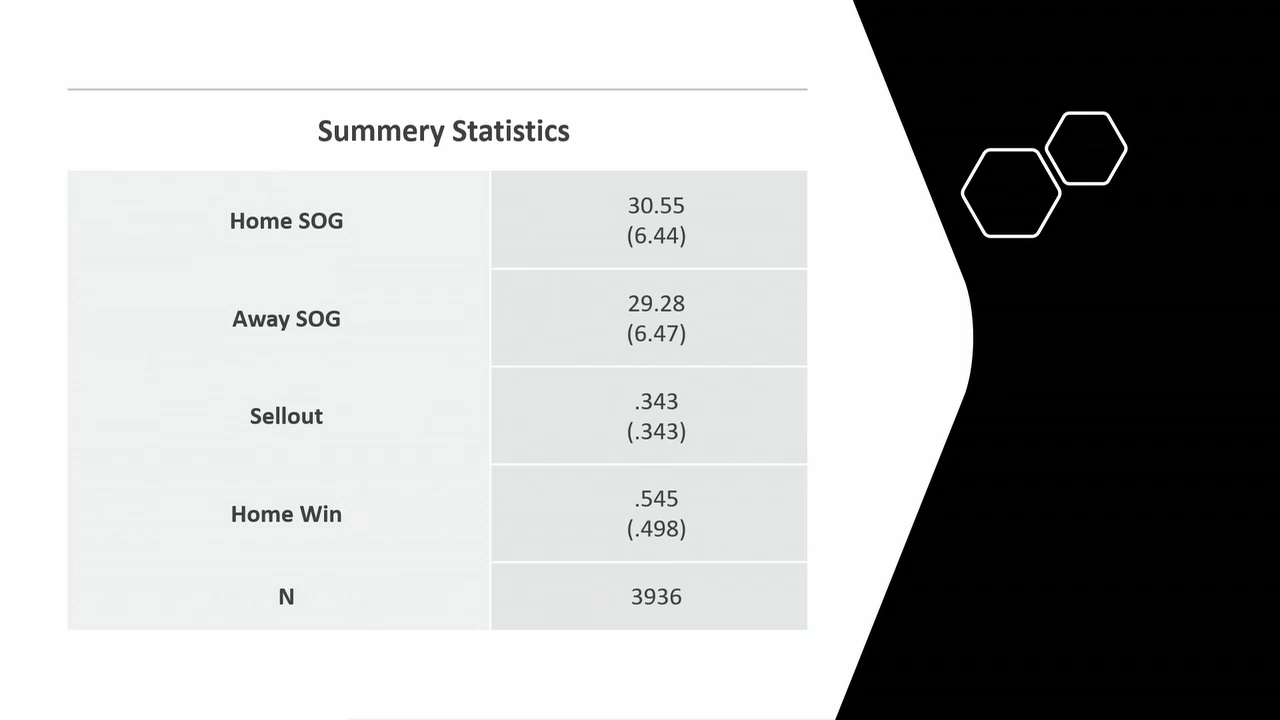 Summery Statistics
Home SOG
30.55
(6.44)
Away SOG
29.28
(6.47)
Sellout
.343
(.343)
Home Win
.545
(.498)
N
3936